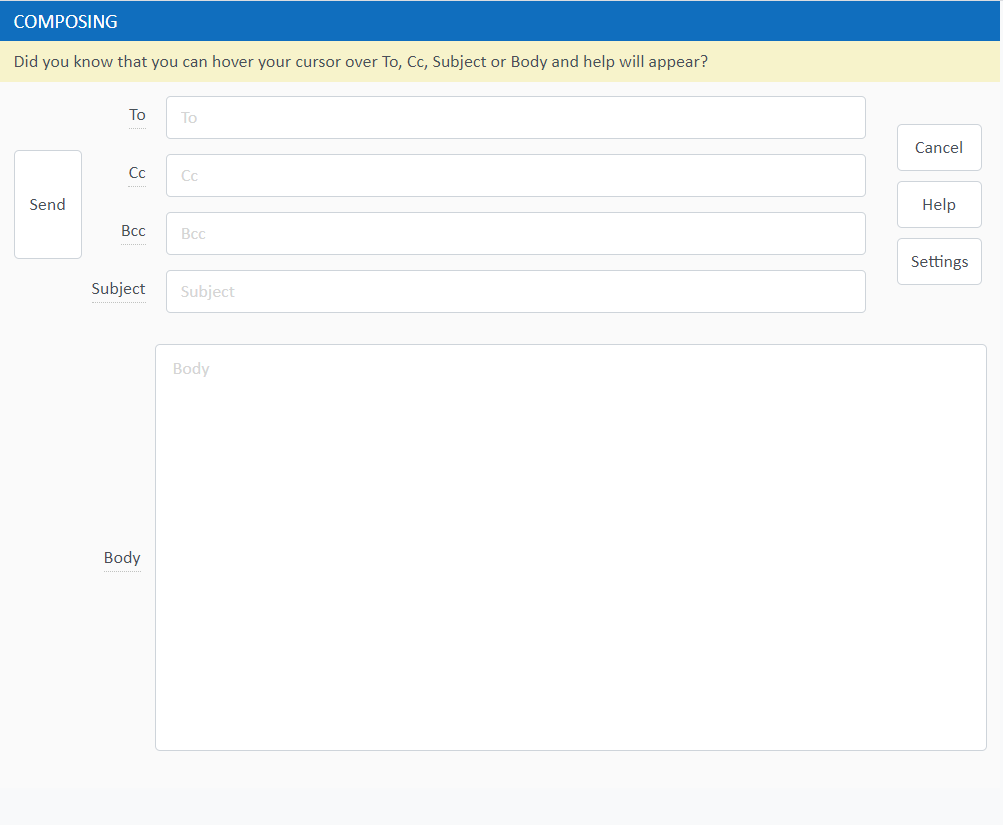 COMPOSING
Did you know that you can hover your cursor over To, Cc, Subject or Body and help will appear?
To
To
Cc
Cc
Bcc
Bcc
Subject
Subject
Send
Cancel
Help
Settings
Body
Body